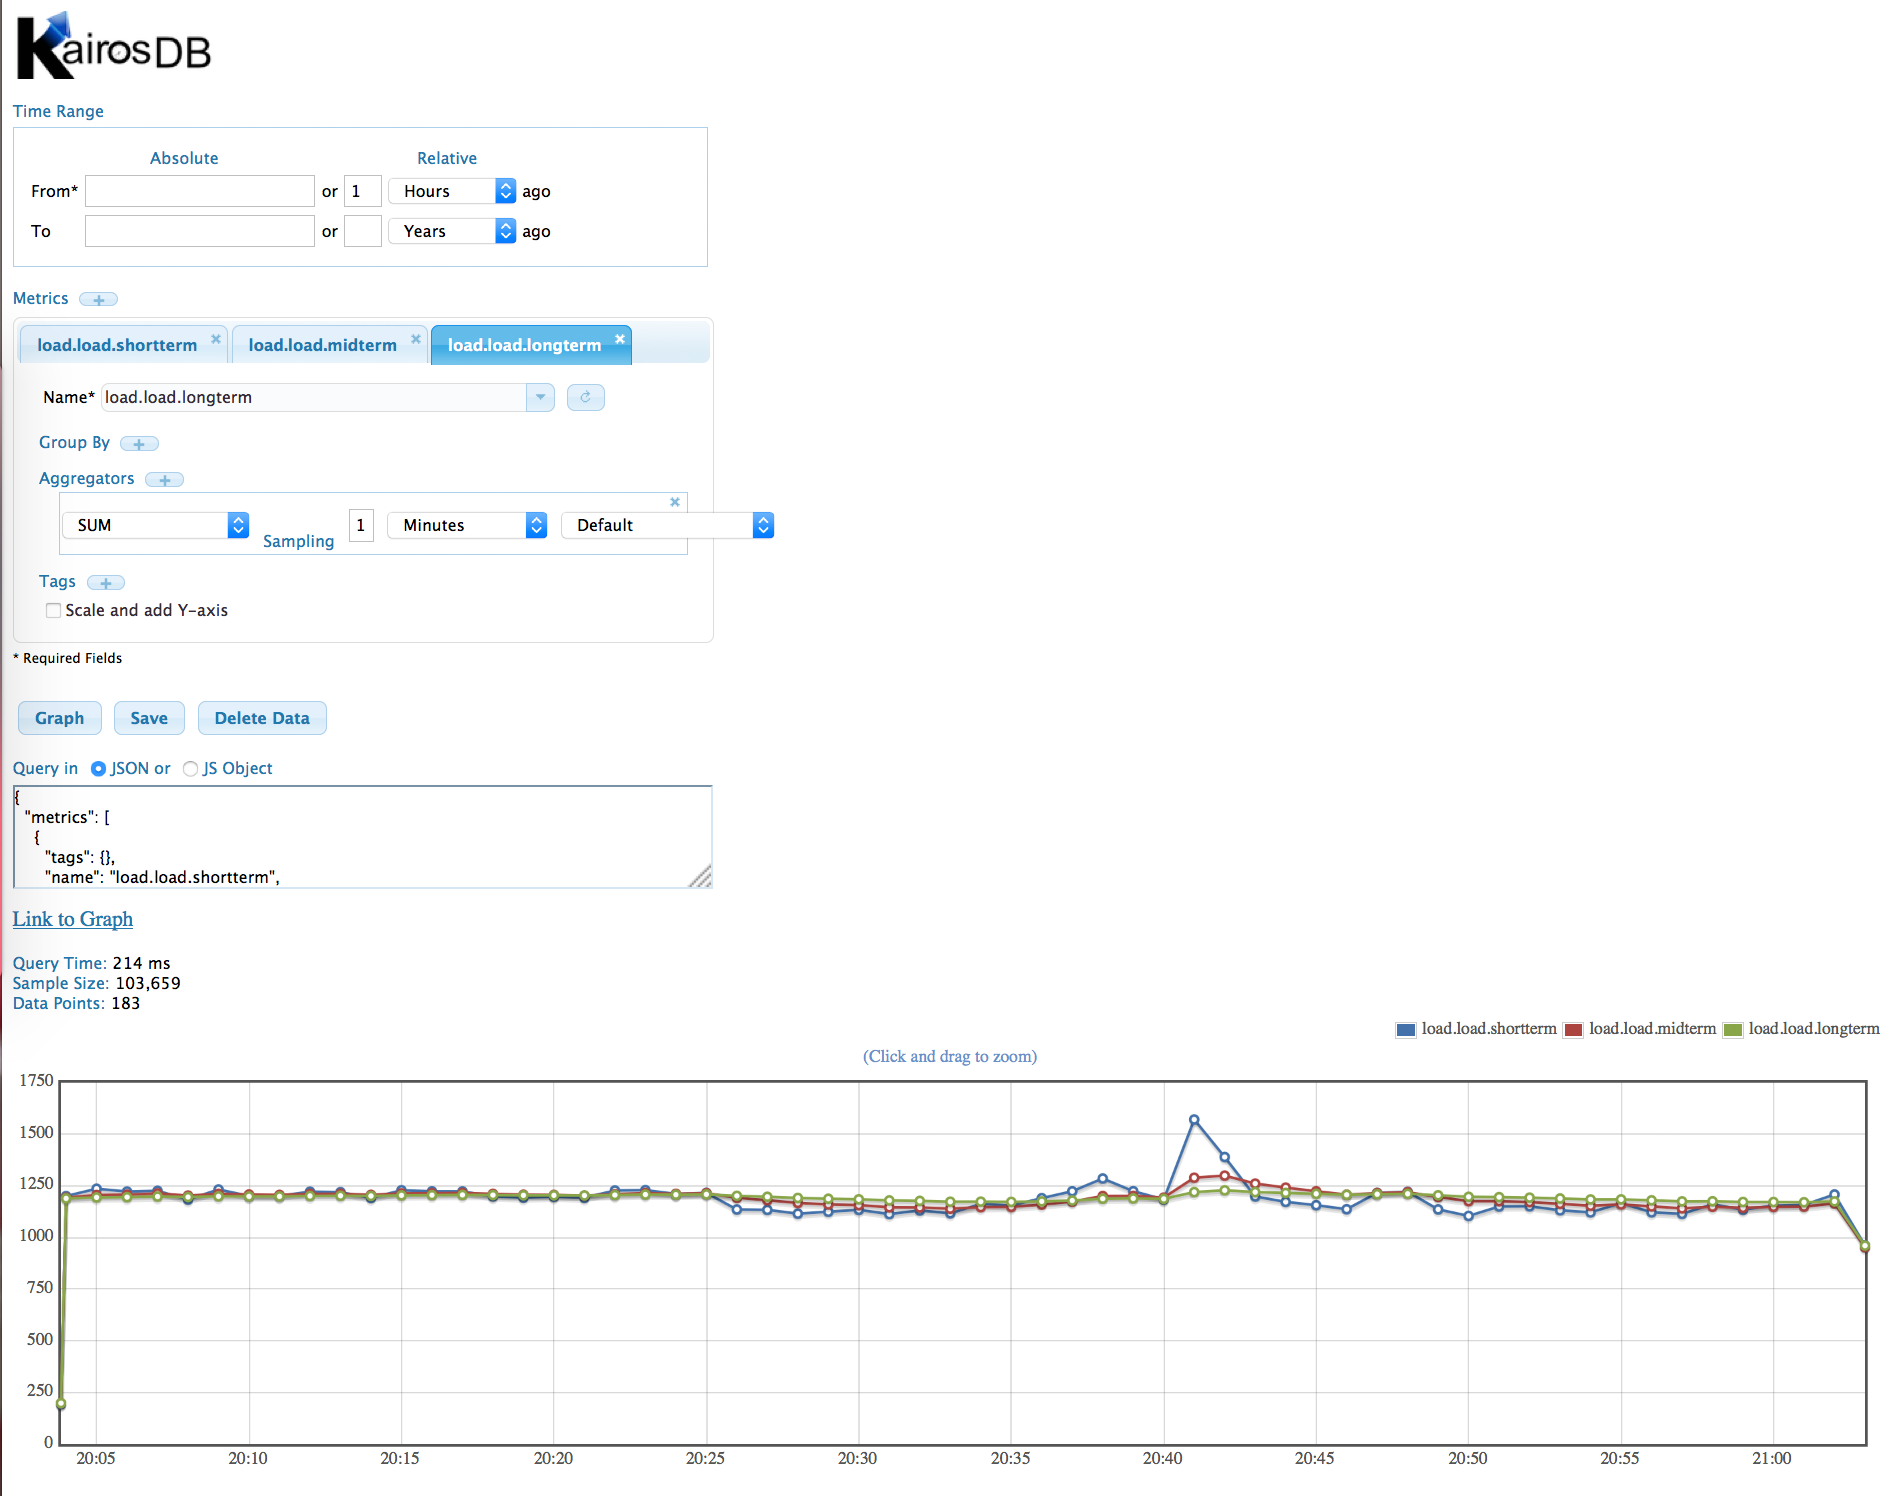 KairosDB
Time Range
Absolute Relative
From* or 1 Hours ago
To or Years ago
Metrics
load.load.shortterm load.load.midterm load.load.longterm
Name* load.load.longterm
Group By
Aggregators
SUM Sampling 1 Minutes Default
Tags
Scale and add Y-axis
* Required Fields
Graph Save Delete Data
Query in JSON or JS Object
{
"metrics": [
{
"tags": {},
"name": "load.load.shortterm",
Link to Graph
Query Time: 214 ms
Sample Size: 103,659
Data Points: 183
load.load.shortterm load.load.midterm load.load.longterm
(Click and drag to zoom)
1750
1500
1250
1000
750
500
250
0
20:05 20:10 20:15 20:20 20:25 20:30 20:35 20:40 20:45 20:50 20:55 21:00